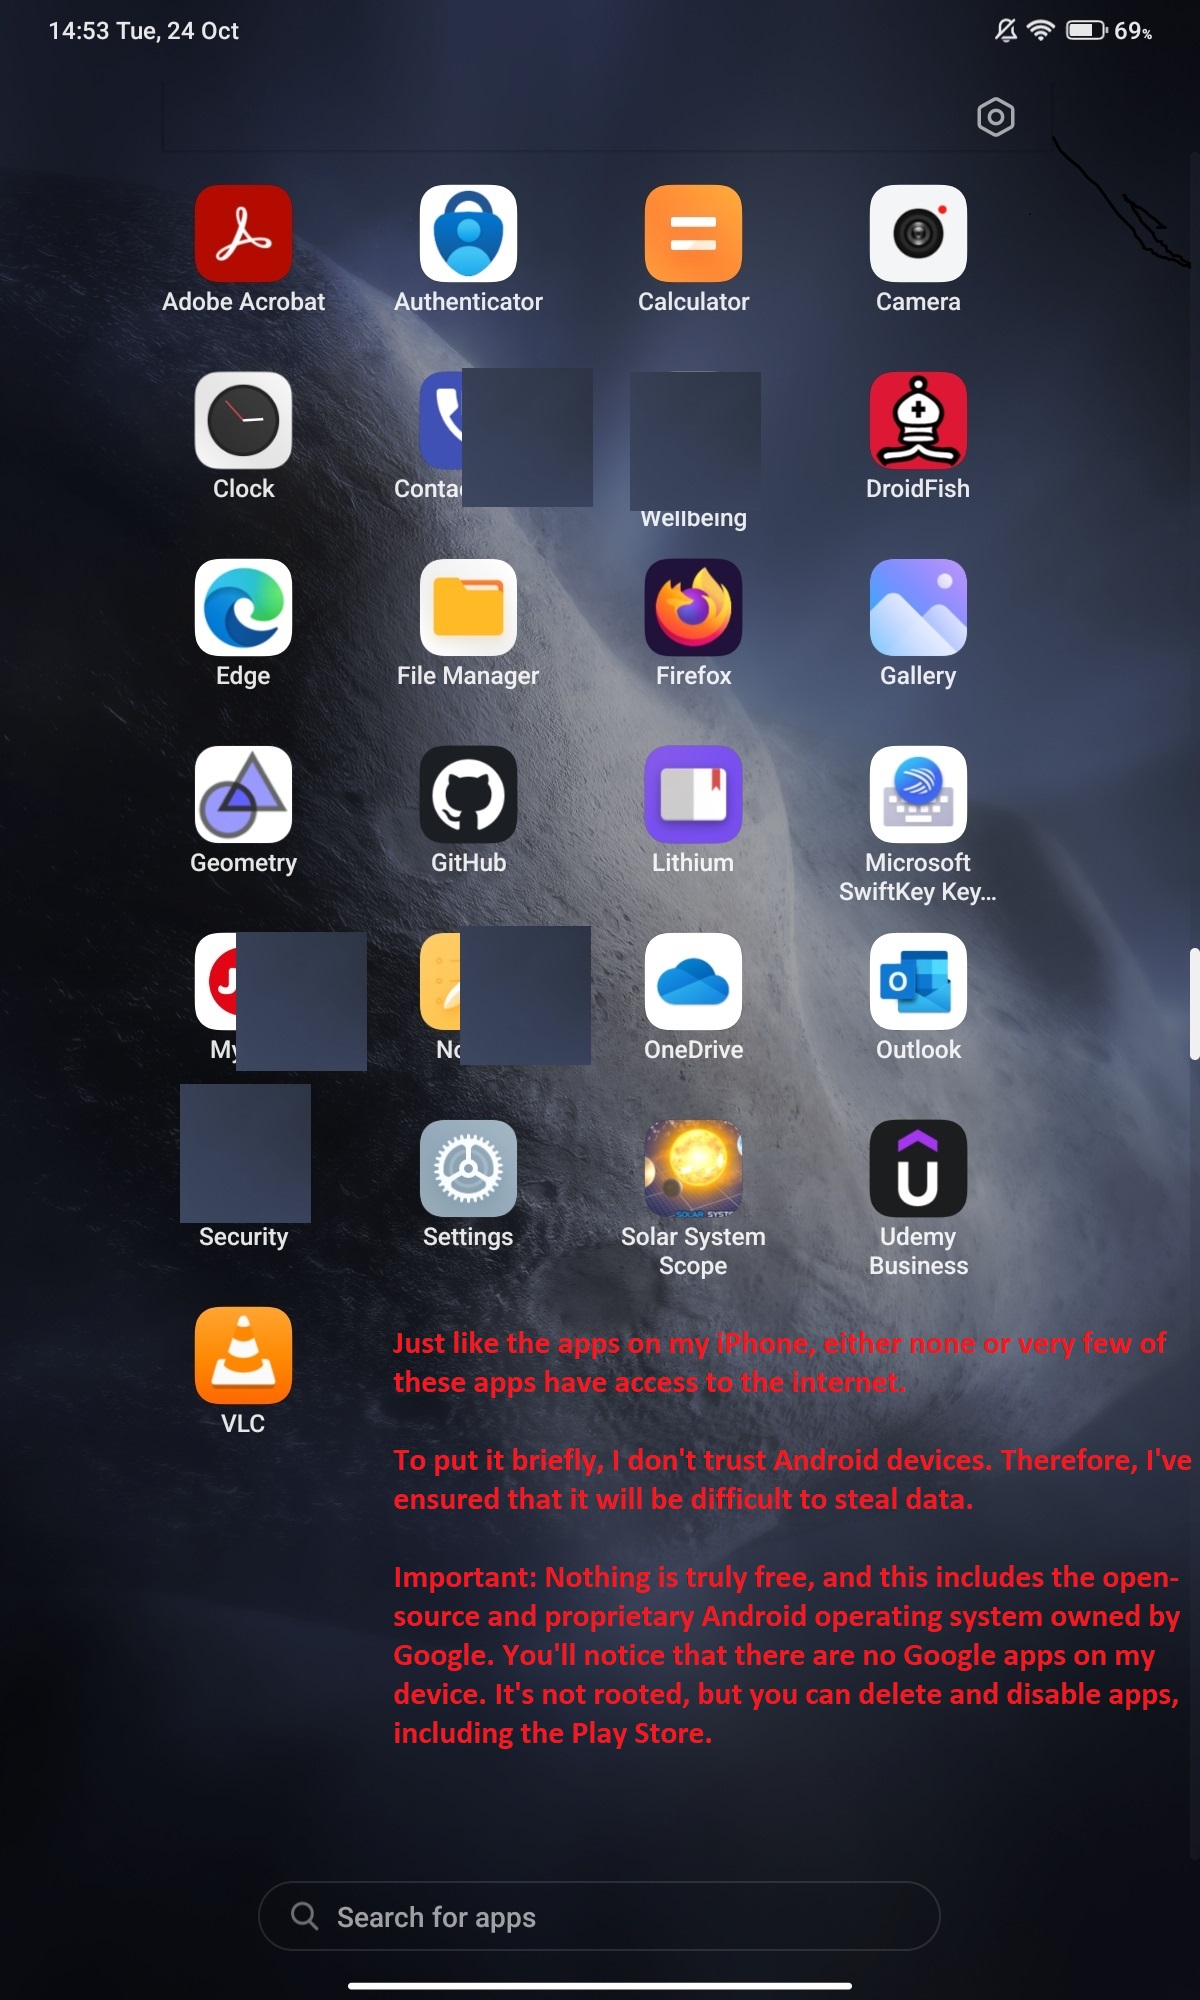 14:53 Tue, 24 Oct
69%
Adobe Acrobat
Authenticator
Calculator
Camera
Clock
Wellbeing
DroidFish
Edge
File Manager
Firefox
Gallery
Geometry
GitHub
Lithium
Microsoft
SwiftKey Key...
My
No
OneDrive
Outlook
Security
Settings
SOLAR SYST
Solar System
Scope
Udemy
Business
VLC
Just like the apps on my iPhone, either none or very few of
these apps have access to the internet.
To put it briefly, I don't trust Android devices. Therefore, I've
ensured that it will be difficult to steal data.
Important: Nothing is truly free, and this includes the open-
source and proprietary Android operating system owned by
Google. You'll notice that there are no Google apps on my
device. It's not rooted, but you can delete and disable apps,
including the Play Store.
Search for apps